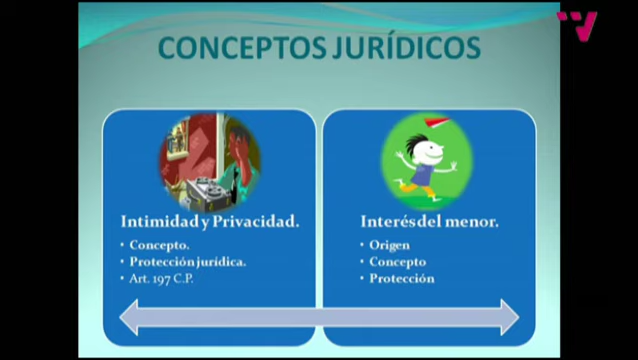 CONCEPTOS JURÍDICOS
Intimidad y Privacidad.
• Concepto.
• Protección jurídica.
• Art. 197 C.P.
Interés del menor.
• Origen
• Concepto
• Protección